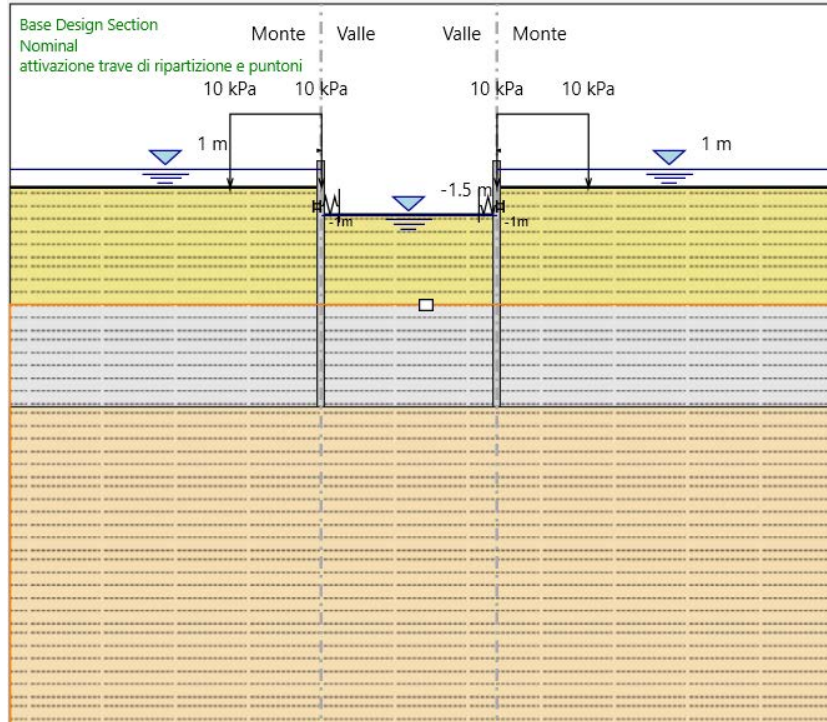 Base Design Section
Nominal
attivazione trave di ripartizione e puntoni
Monte Valle Valle Monte
10 kPa 10 kPa 10 kPa 10 kPa
1 m 1 m
-1.5 m
-1m -1m